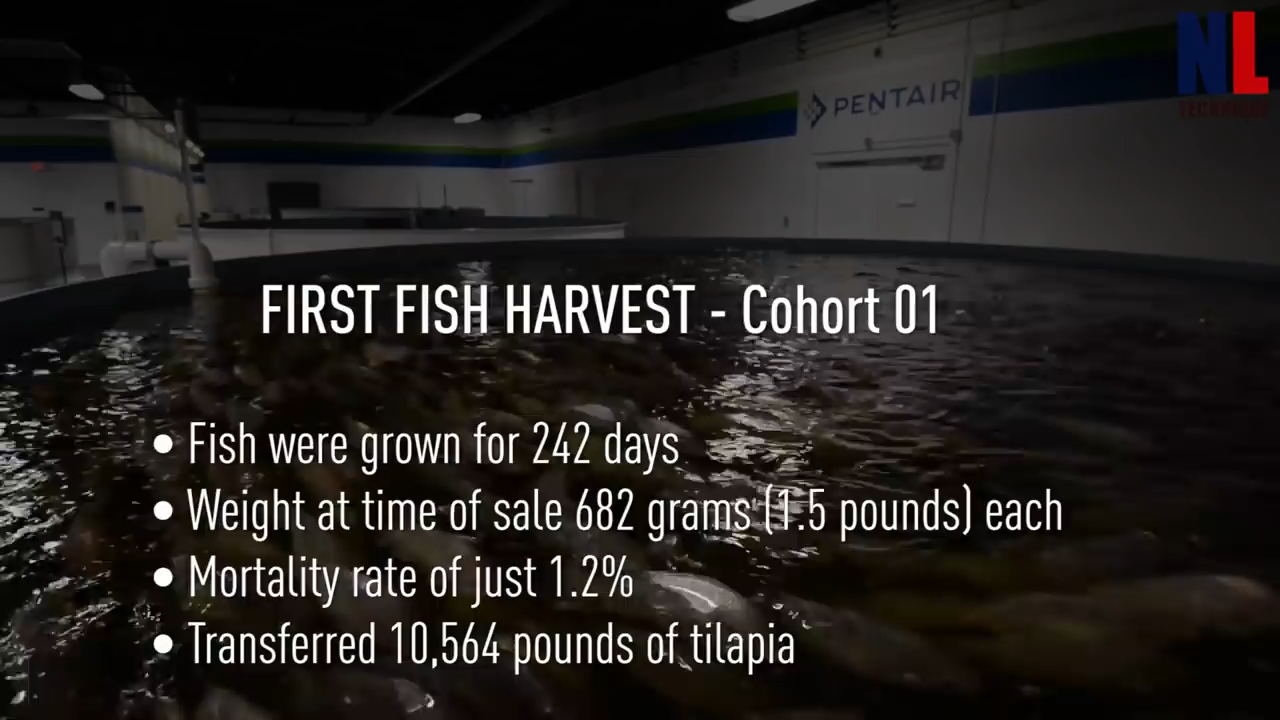 NL
TECHNIQUE
PENTAIR
FIRST FISH HARVEST - Cohort 01
• Fish were grown for 242 days
• Weight at time of sale 682 grams (1.5 pounds) each
• Mortality rate of just 1.2%
• Transferred 10,564 pounds of tilapia